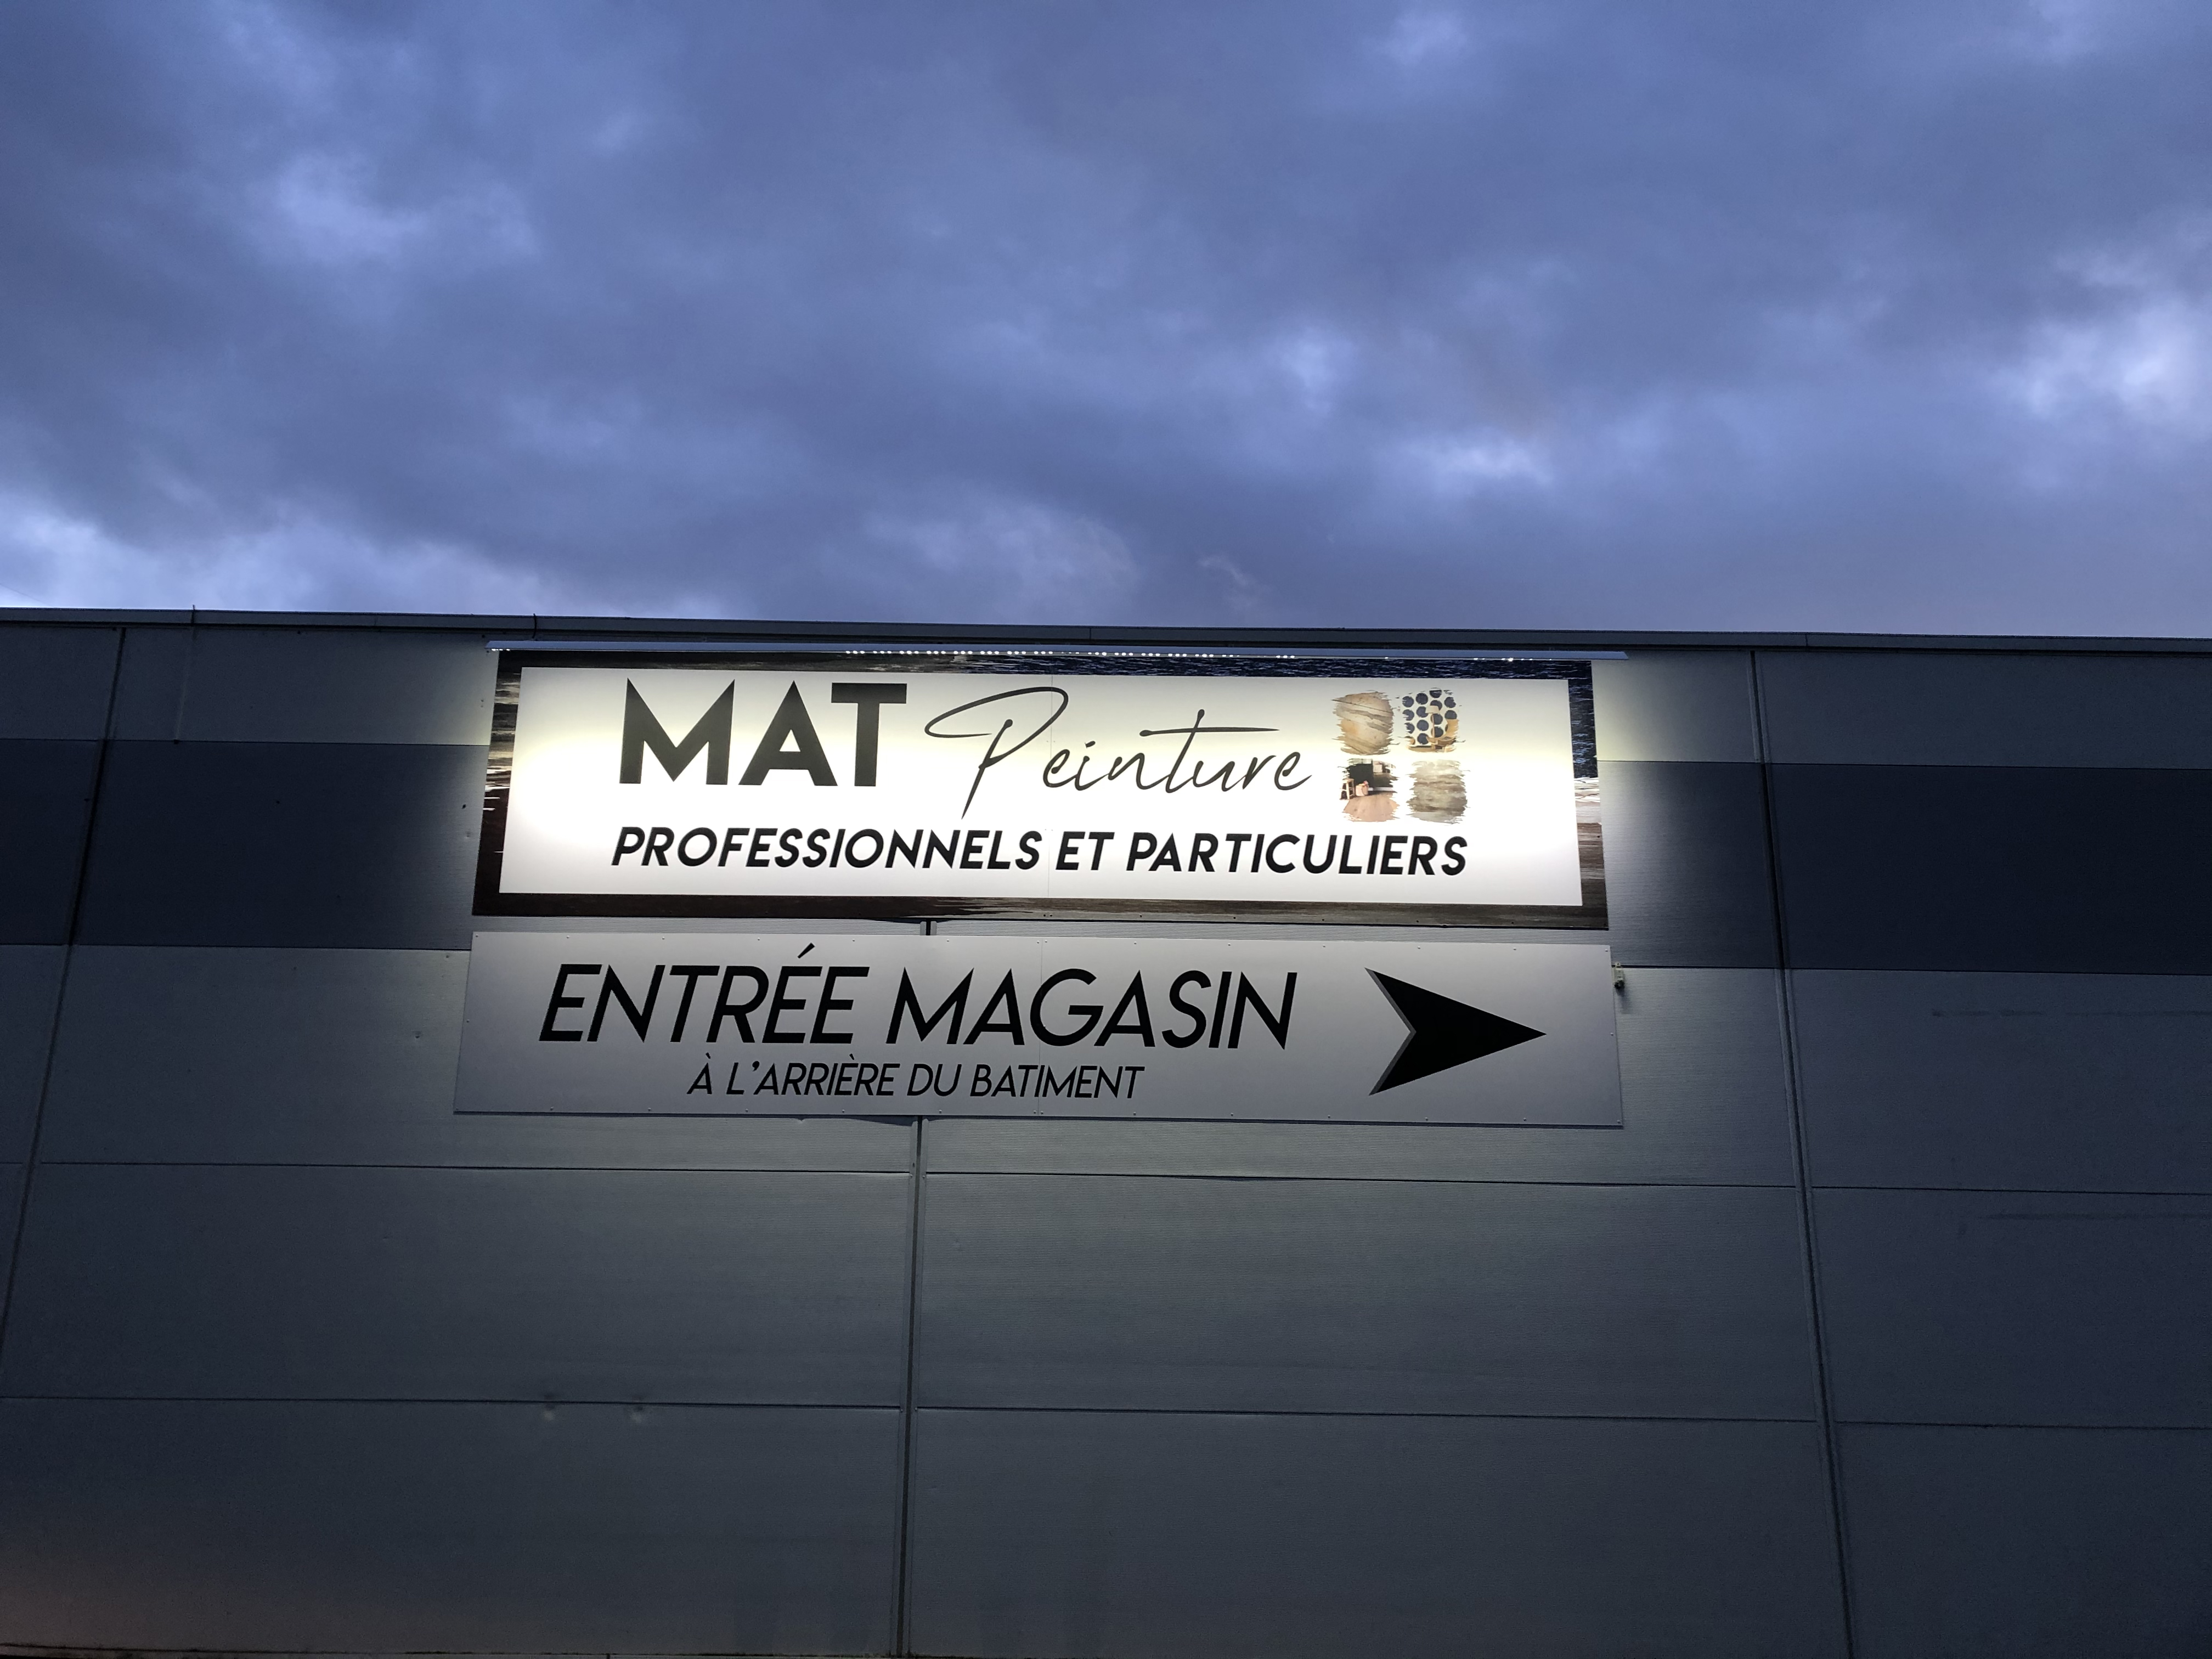 MAT Peinture
PROFESSIONNELS ET PARTICULIERS
ENTRÉE MAGASIN
À L'ARRIÈRE DU BATIMENT